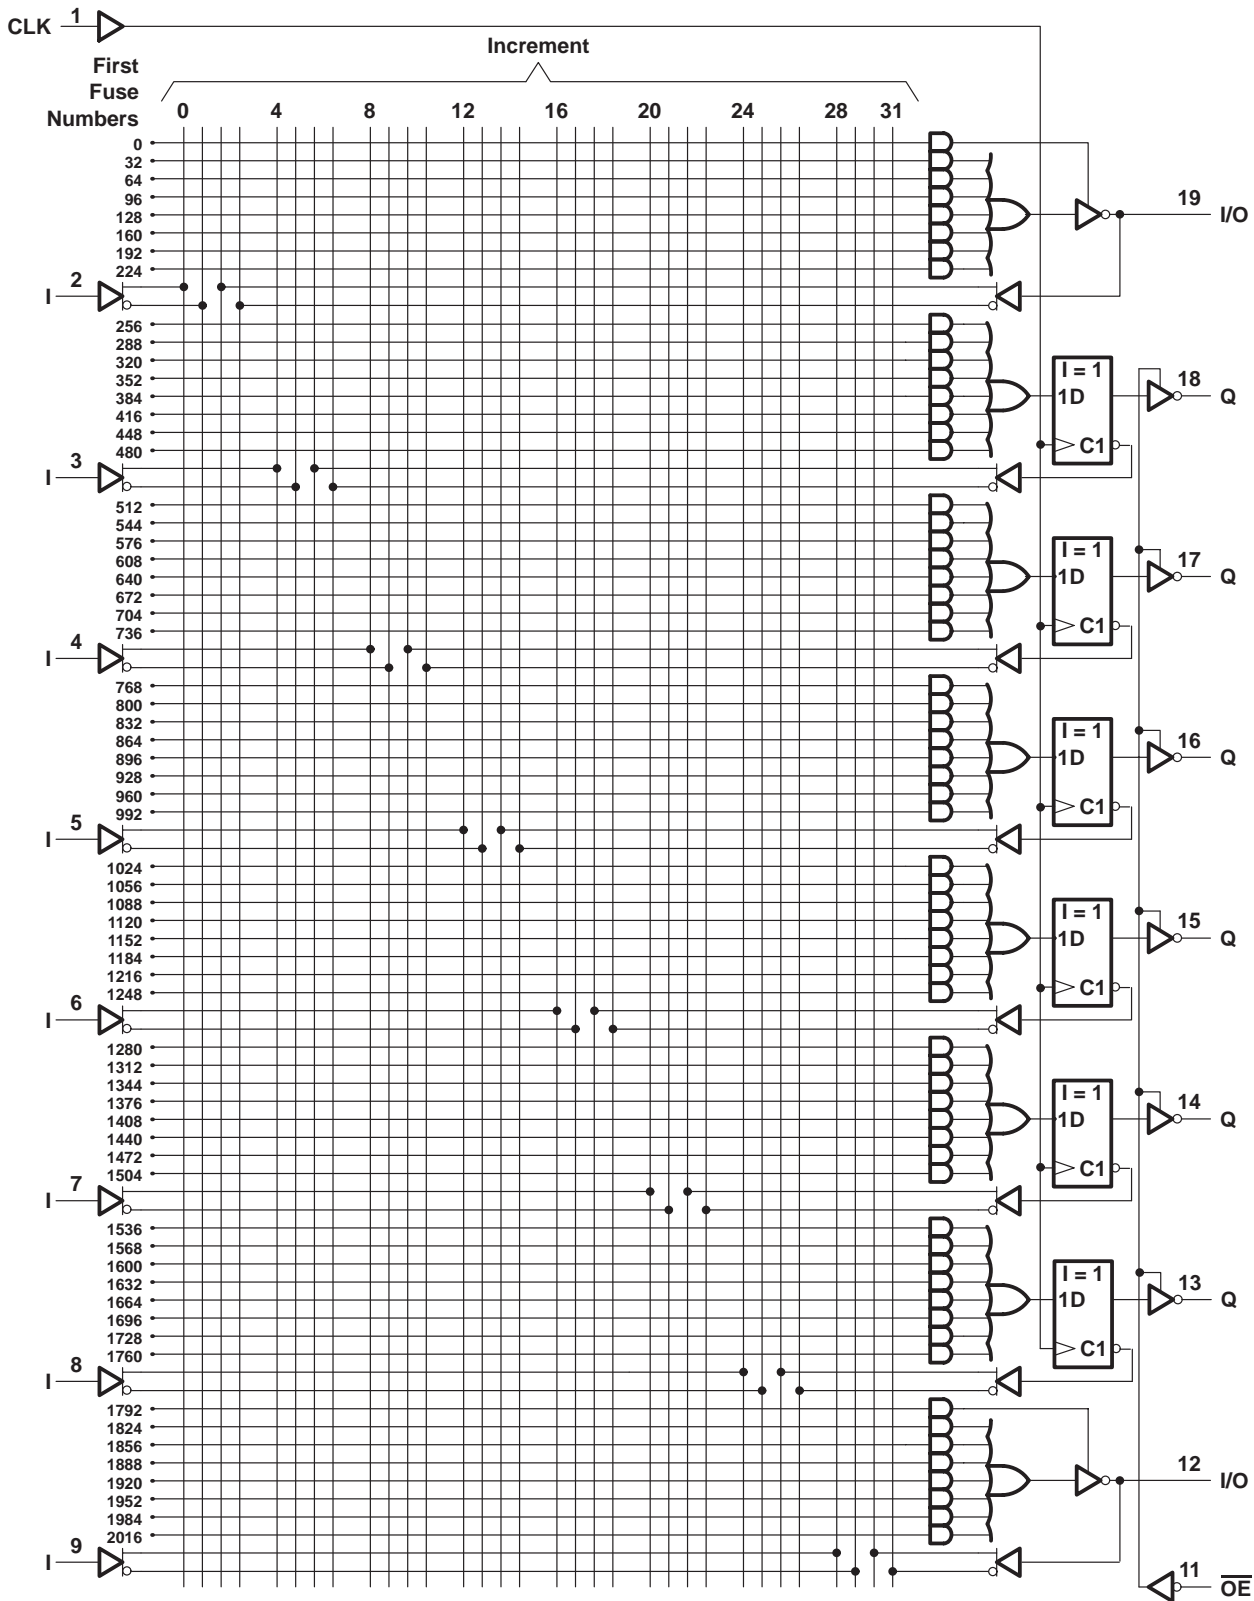 CLK 1
Increment
First
Fuse
Numbers
0 4 8 12 16 20 24 28 31
0
32
64
96
128
160
192
224
19 I/O
I 2
256
288
320
352
384
416
448
480
I = 1
1D
C1
18 Q
I 3
512
544
576
608
640
672
704
736
I = 1
1D
C1
17 Q
I 4
768
800
832
864
896
928
960
992
I = 1
1D
C1
16 Q
I 5
1024
1056
1088
1120
1152
1184
1216
1248
I = 1
1D
C1
15 Q
I 6
1280
1312
1344
1376
1408
1440
1472
1504
I = 1
1D
C1
14 Q
I 7
1536
1568
1600
1632
1664
1696
1728
1760
I = 1
1D
C1
13 Q
I 8
1792
1824
1856
1888
1920
1952
1984
2016
12 I/O
I 9
11 OE